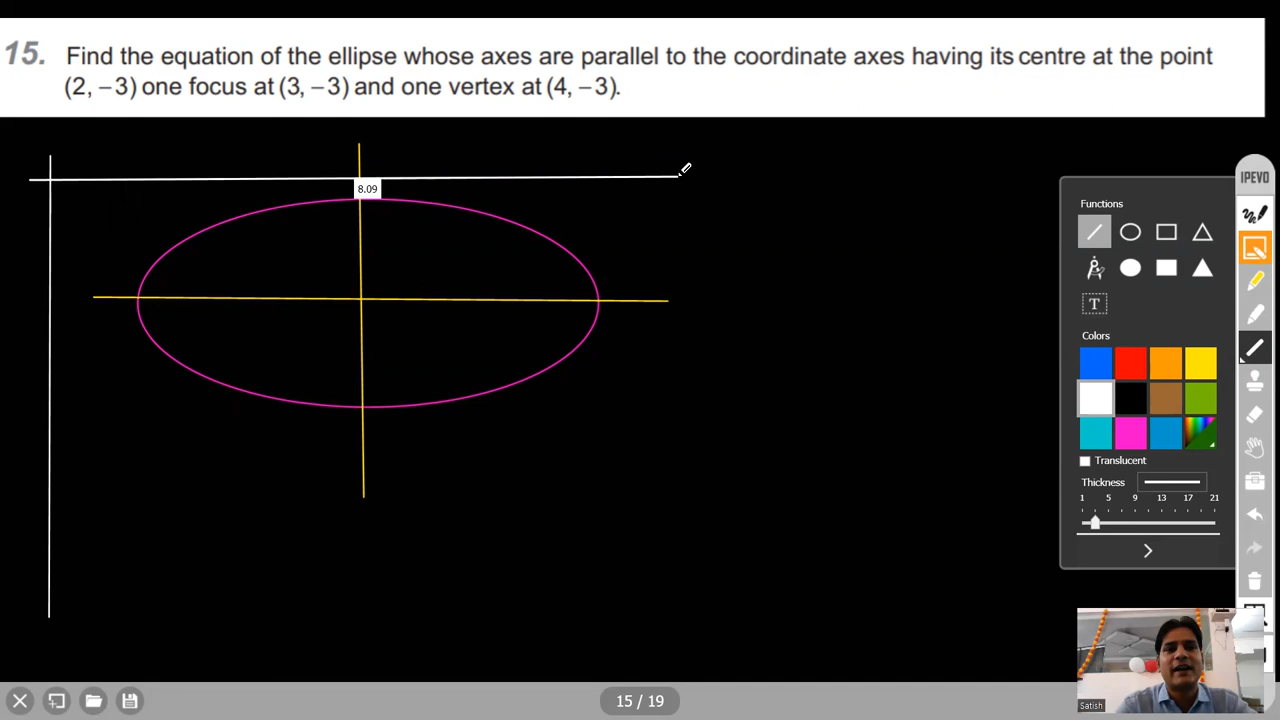 15. Find the equation of the ellipse whose axes are parallel to the coordinate axes having its centre at the point
(2, −3) one focus at (3, −3) and one vertex at (4, −3).
8.09
IPEVO
Functions
T
Colors
Translucent
Thickness
1 5 9 13 17 21
Satish
15 / 19